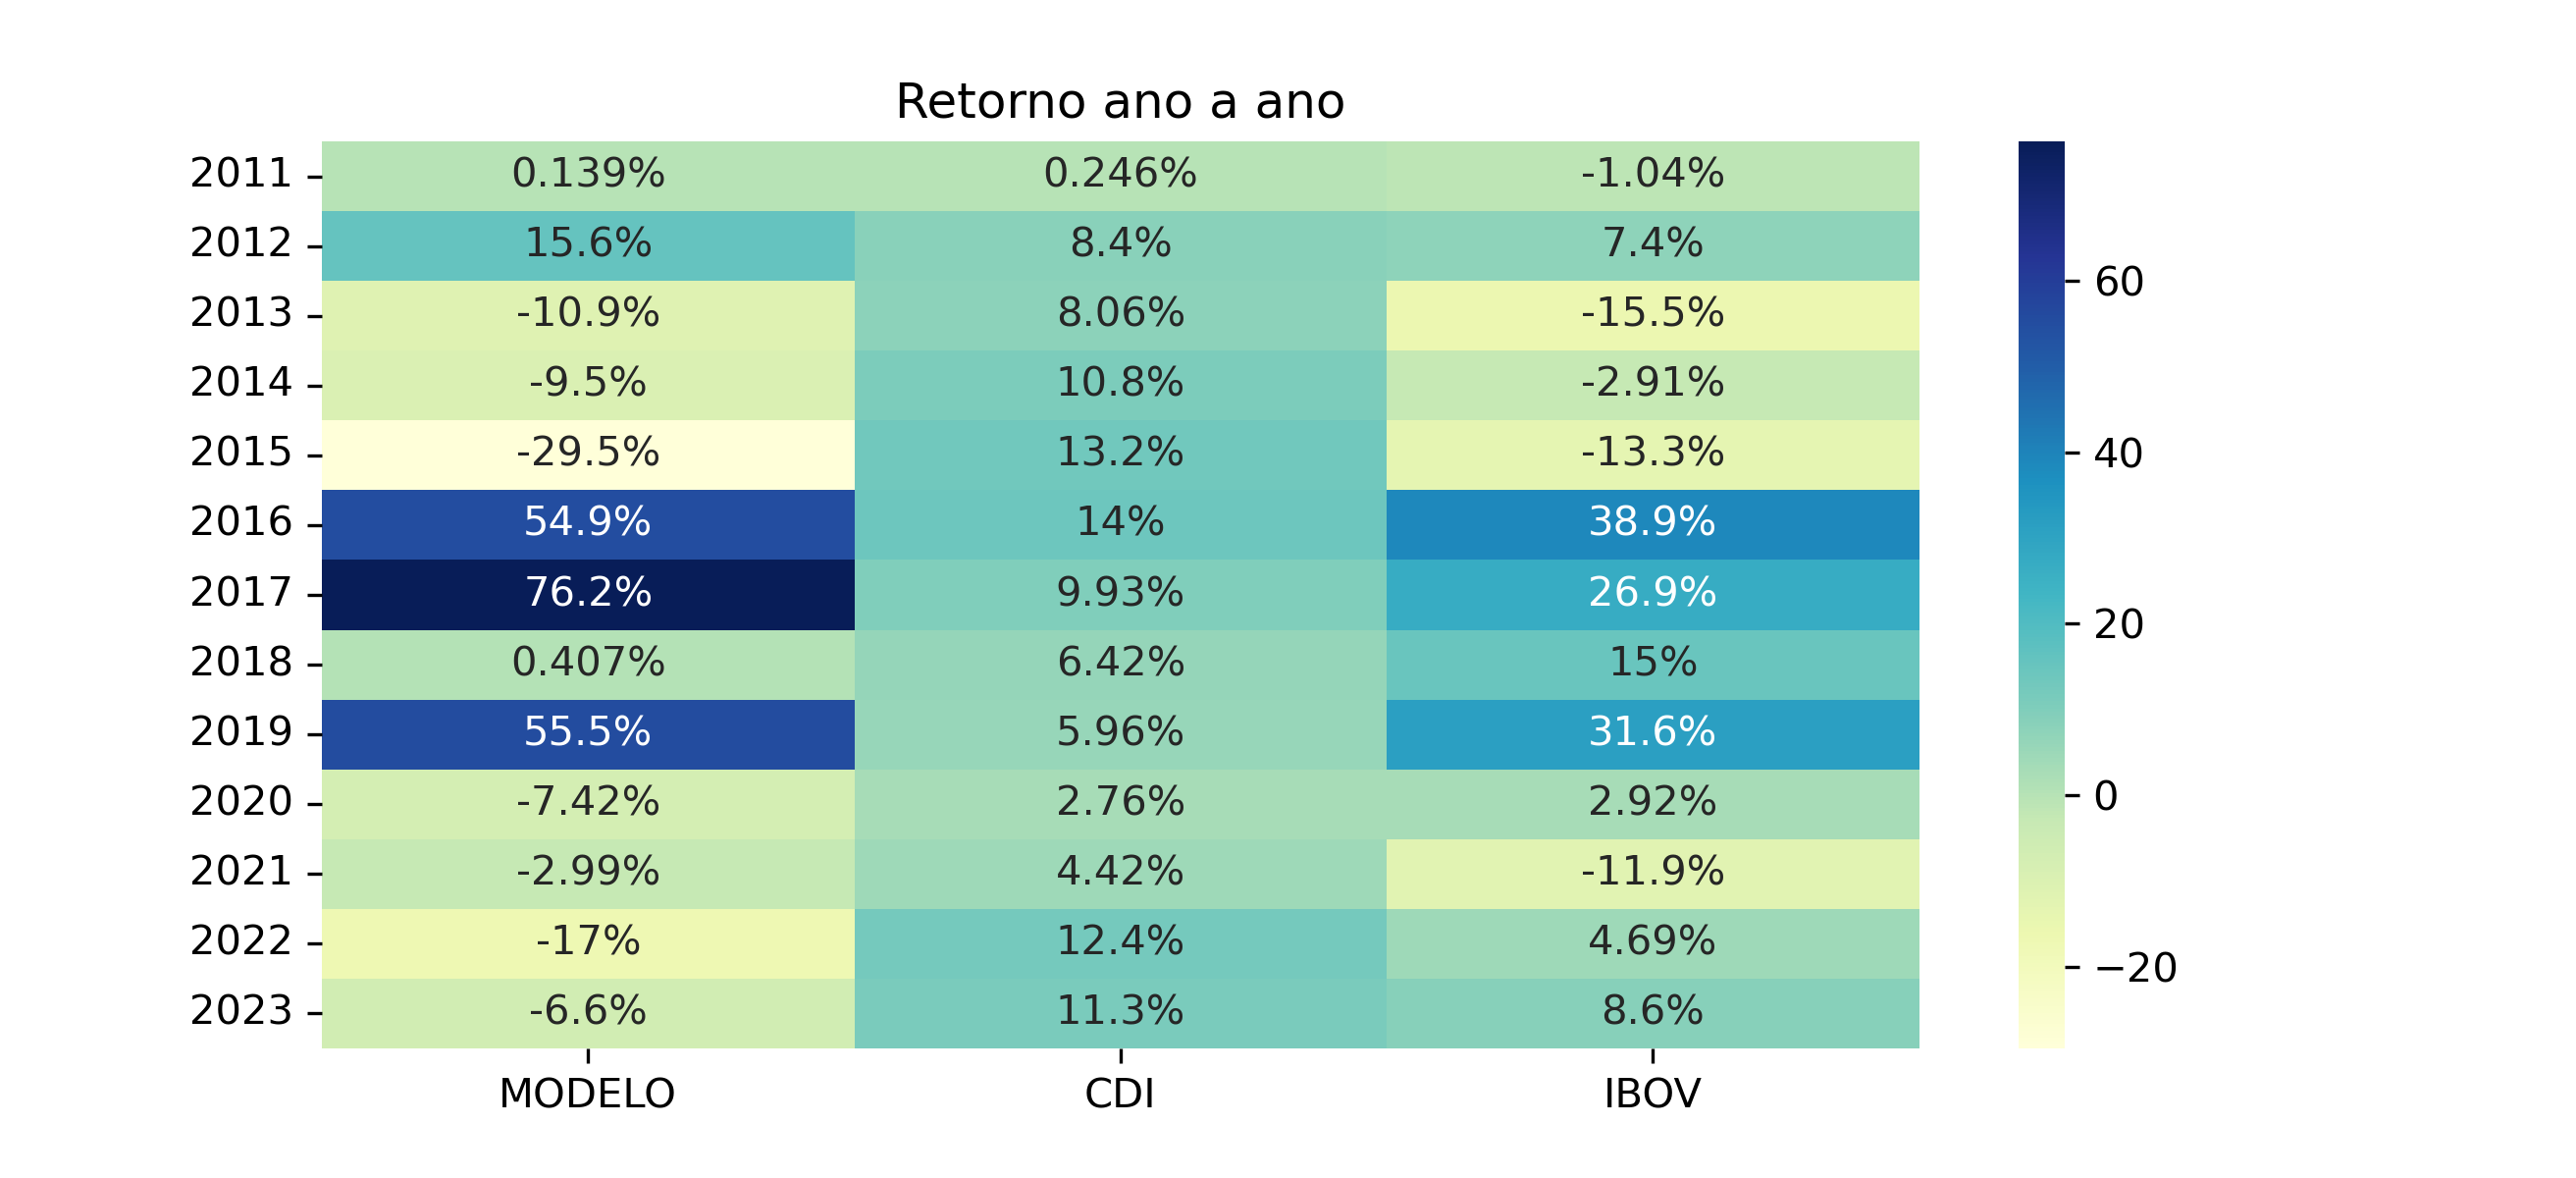 Retorno ano a ano
2011 0.139% 0.246% -1.04%
2012 15.6% 8.4% 7.4%
2013 -10.9% 8.06% -15.5%
2014 -9.5% 10.8% -2.91%
2015 -29.5% 13.2% -13.3%
2016 54.9% 14% 38.9%
2017 76.2% 9.93% 26.9%
2018 0.407% 6.42% 15%
2019 55.5% 5.96% 31.6%
2020 -7.42% 2.76% 2.92%
2021 -2.99% 4.42% -11.9%
2022 -17% 12.4% 4.69%
2023 -6.6% 11.3% 8.6%
MODELO CDI IBOV
60
40
20
0
−20